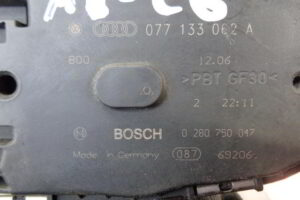 A8-C6
077 133 062 A
800 12.06
>PBT GF30<
2 22:11
BOSCH 0 280 750 047
Made in Germany 087 69206